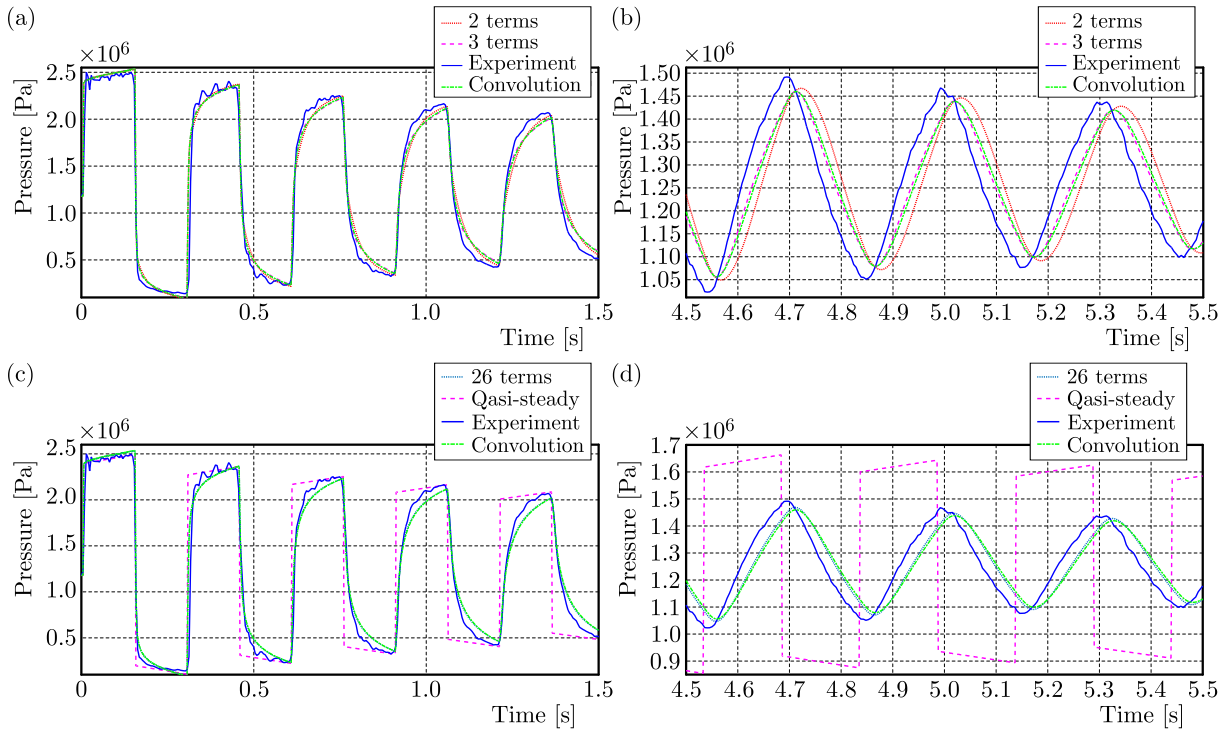 (a)
2 terms
3 terms
Experiment
Convolution
×10⁶
Pressure [Pa]
2.5
2.0
1.5
1.0
0.5
0
0.5
1.0
1.5
Time [s]
(b)
2 terms
3 terms
Experiment
Convolution
×10⁶
Pressure [Pa]
1.50
1.45
1.40
1.35
1.30
1.25
1.20
1.15
1.10
1.05
4.5 4.6 4.7 4.8 4.9 5.0 5.1 5.2 5.3 5.4 5.5
Time [s]
(c)
26 terms
Qasi-steady
Experiment
Convolution
×10⁶
Pressure [Pa]
2.5
2.0
1.5
1.0
0.5
0
0.5
1.0
1.5
Time [s]
(d)
26 terms
Qasi-steady
Experiment
Convolution
×10⁶
Pressure [Pa]
1.7
1.6
1.5
1.4
1.3
1.2
1.1
1.0
0.9
4.5 4.6 4.7 4.8 4.9 5.0 5.1 5.2 5.3 5.4 5.5
Time [s]